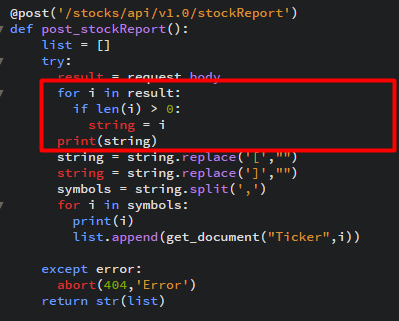 @post('/stocks/api/v1.0/stockReport')
def post_stockReport():
    list = []
    try:
      result = request.body
      for i in result:
        if len(i) > 0:
          string = i
      print(string)
      string = string.replace('[',"")
      string = string.replace(']',"")
      symbols = string.split(',')
      for i in symbols:
        print(i)
        list.append(get_document("Ticker",i))

    except error:
      abort(404,'Error')
    return str(list)